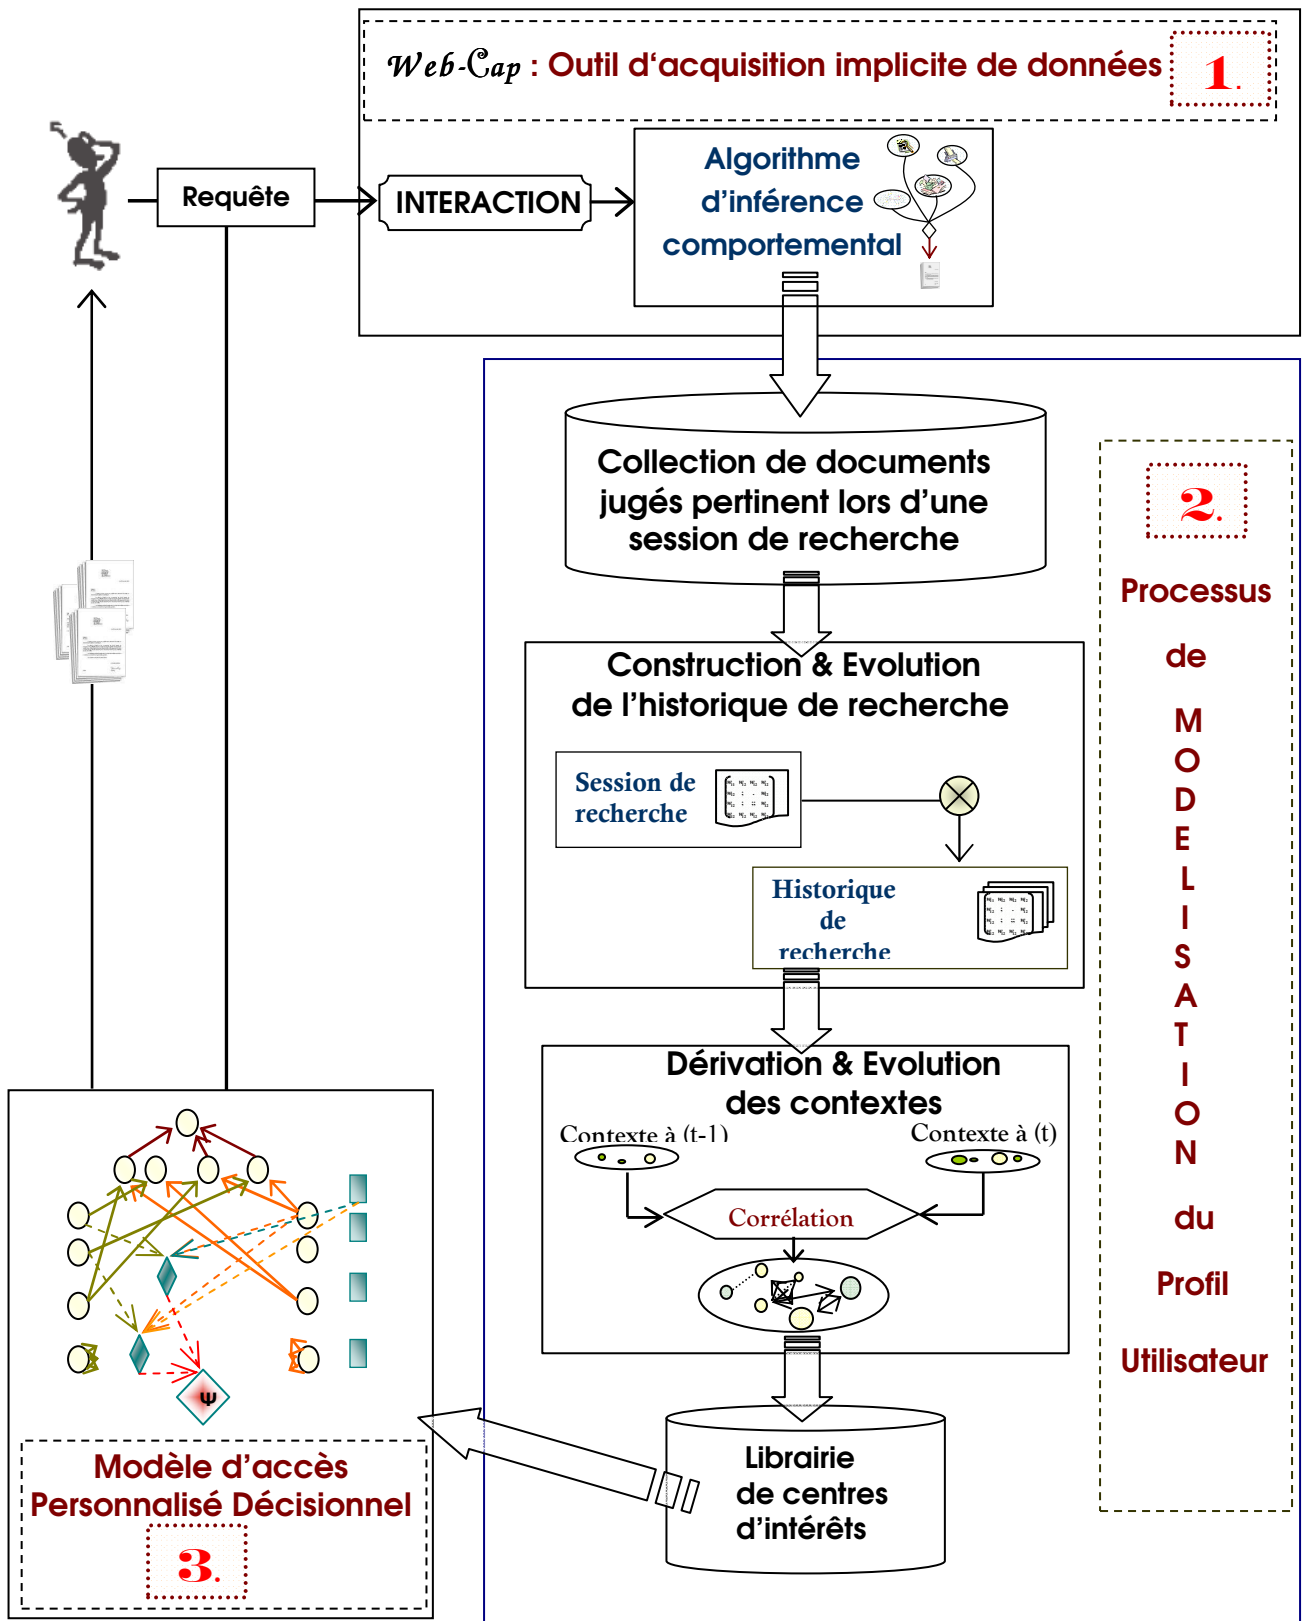 Web-Cap : Outil d'acquisition implicite de données
1.
Requête
INTERACTION
Algorithme
d'inférence
comportemental
Collection de documents
jugés pertinent lors d'une
session de recherche
2.
Processus
de
M
O
D
E
L
I
S
A
T
I
O
N
du
Profil
Utilisateur
Construction & Evolution
de l'historique de recherche
Session de
recherche
Historique
de
recherche
Dérivation & Evolution
des contextes
Contexte à (t-1)
Contexte à (t)
Corrélation
Librairie
de centres
d'intérêts
Ψ
Modèle d'accès
Personnalisé Décisionnel
3.